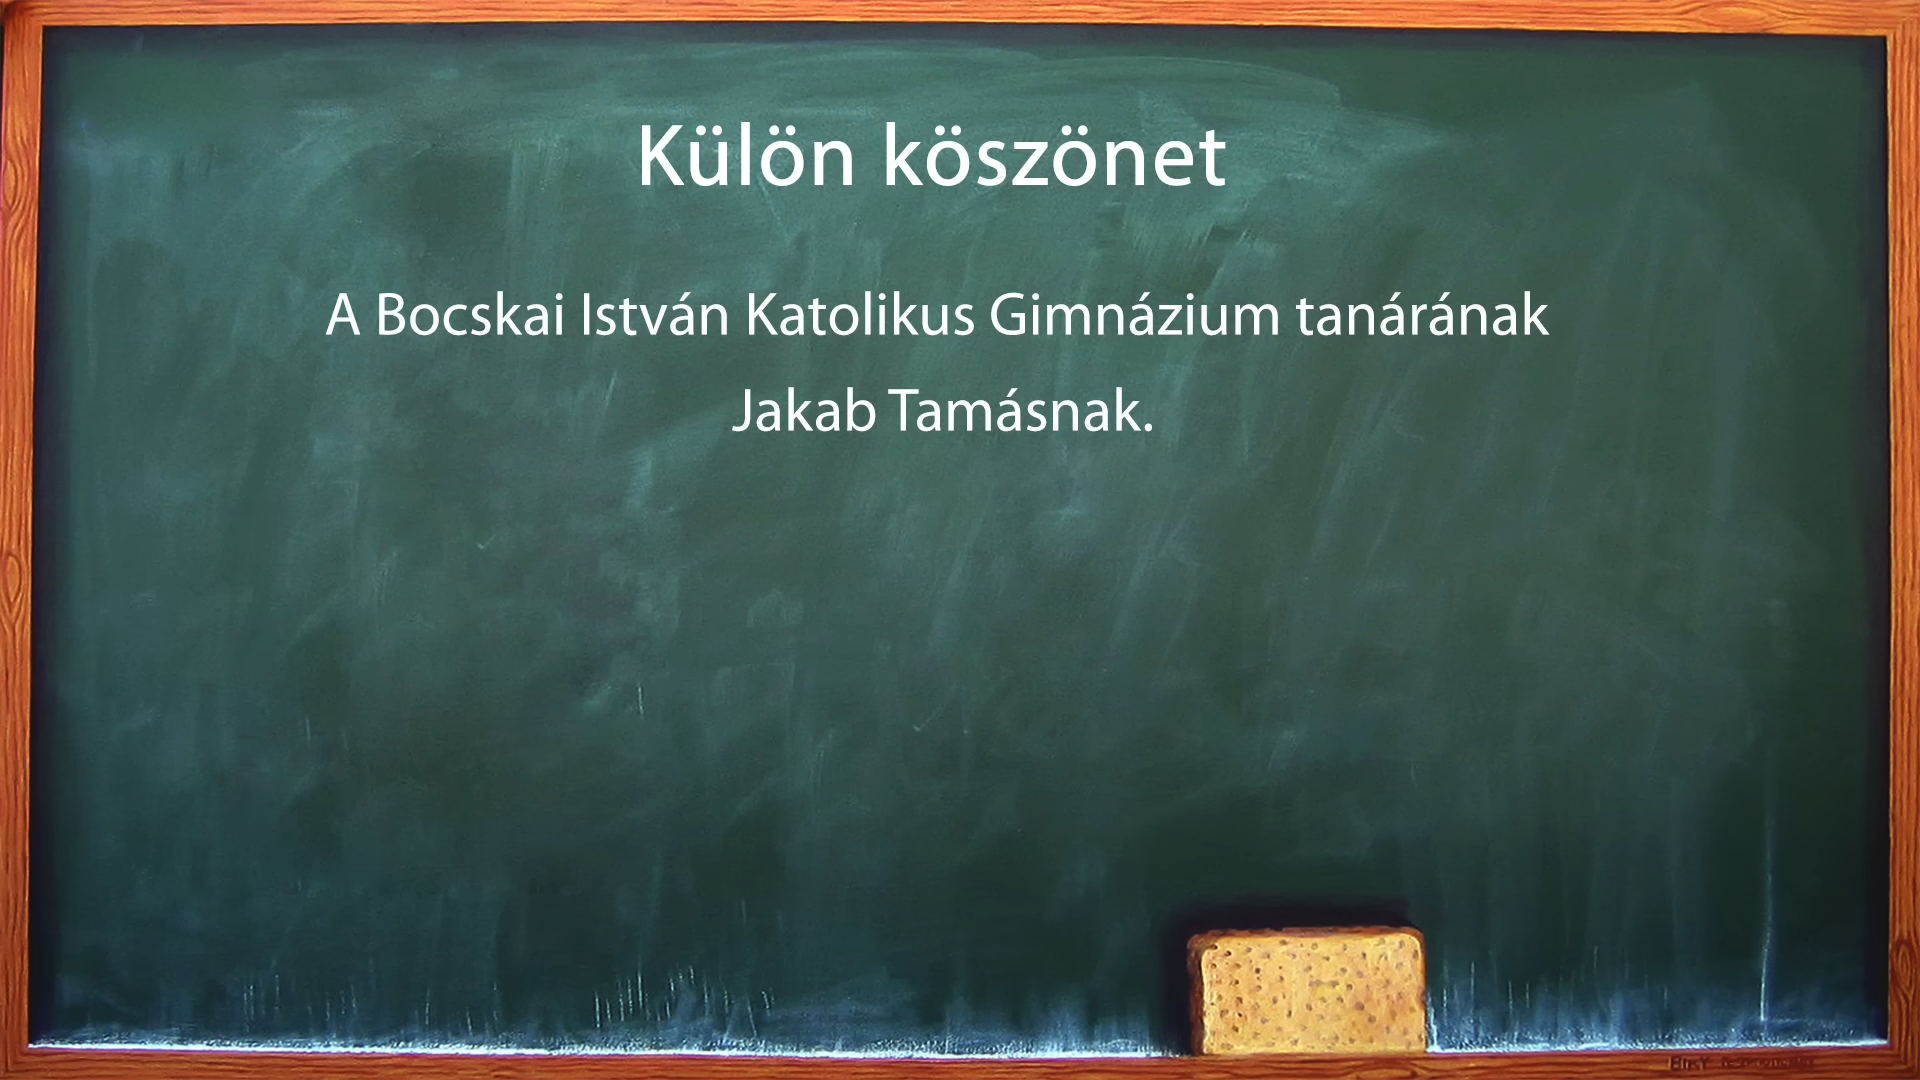 Külön köszönet
A Bocskai István Katolikus Gimnázium tanárának
Jakab Tamásnak.